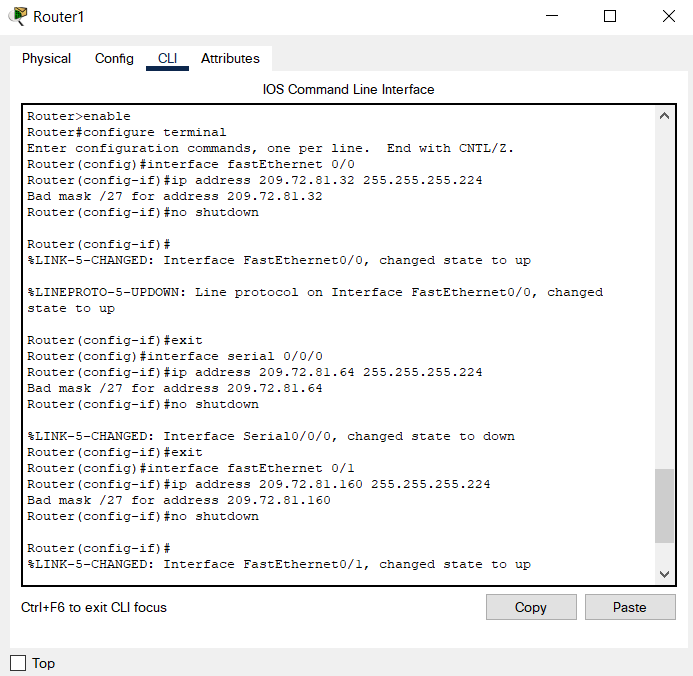 Router1
Physical Config CLI Attributes
IOS Command Line Interface
Router>enable
Router#configure terminal
Enter configuration commands, one per line.  End with CNTL/Z.
Router(config)#interface fastEthernet 0/0
Router(config-if)#ip address 209.72.81.32 255.255.255.224
Bad mask /27 for address 209.72.81.32
Router(config-if)#no shutdown
Router(config-if)#
%LINK-5-CHANGED: Interface FastEthernet0/0, changed state to up
%LINEPROTO-5-UPDOWN: Line protocol on Interface FastEthernet0/0, changed
state to up
Router(config-if)#exit
Router(config)#interface serial 0/0/0
Router(config-if)#ip address 209.72.81.64 255.255.255.224
Bad mask /27 for address 209.72.81.64
Router(config-if)#no shutdown
%LINK-5-CHANGED: Interface Serial0/0/0, changed state to down
Router(config-if)#exit
Router(config)#interface fastEthernet 0/1
Router(config-if)#ip address 209.72.81.160 255.255.255.224
Bad mask /27 for address 209.72.81.160
Router(config-if)#no shutdown
Router(config-if)#
%LINK-5-CHANGED: Interface FastEthernet0/1, changed state to up
Ctrl+F6 to exit CLI focus Copy Paste
Top